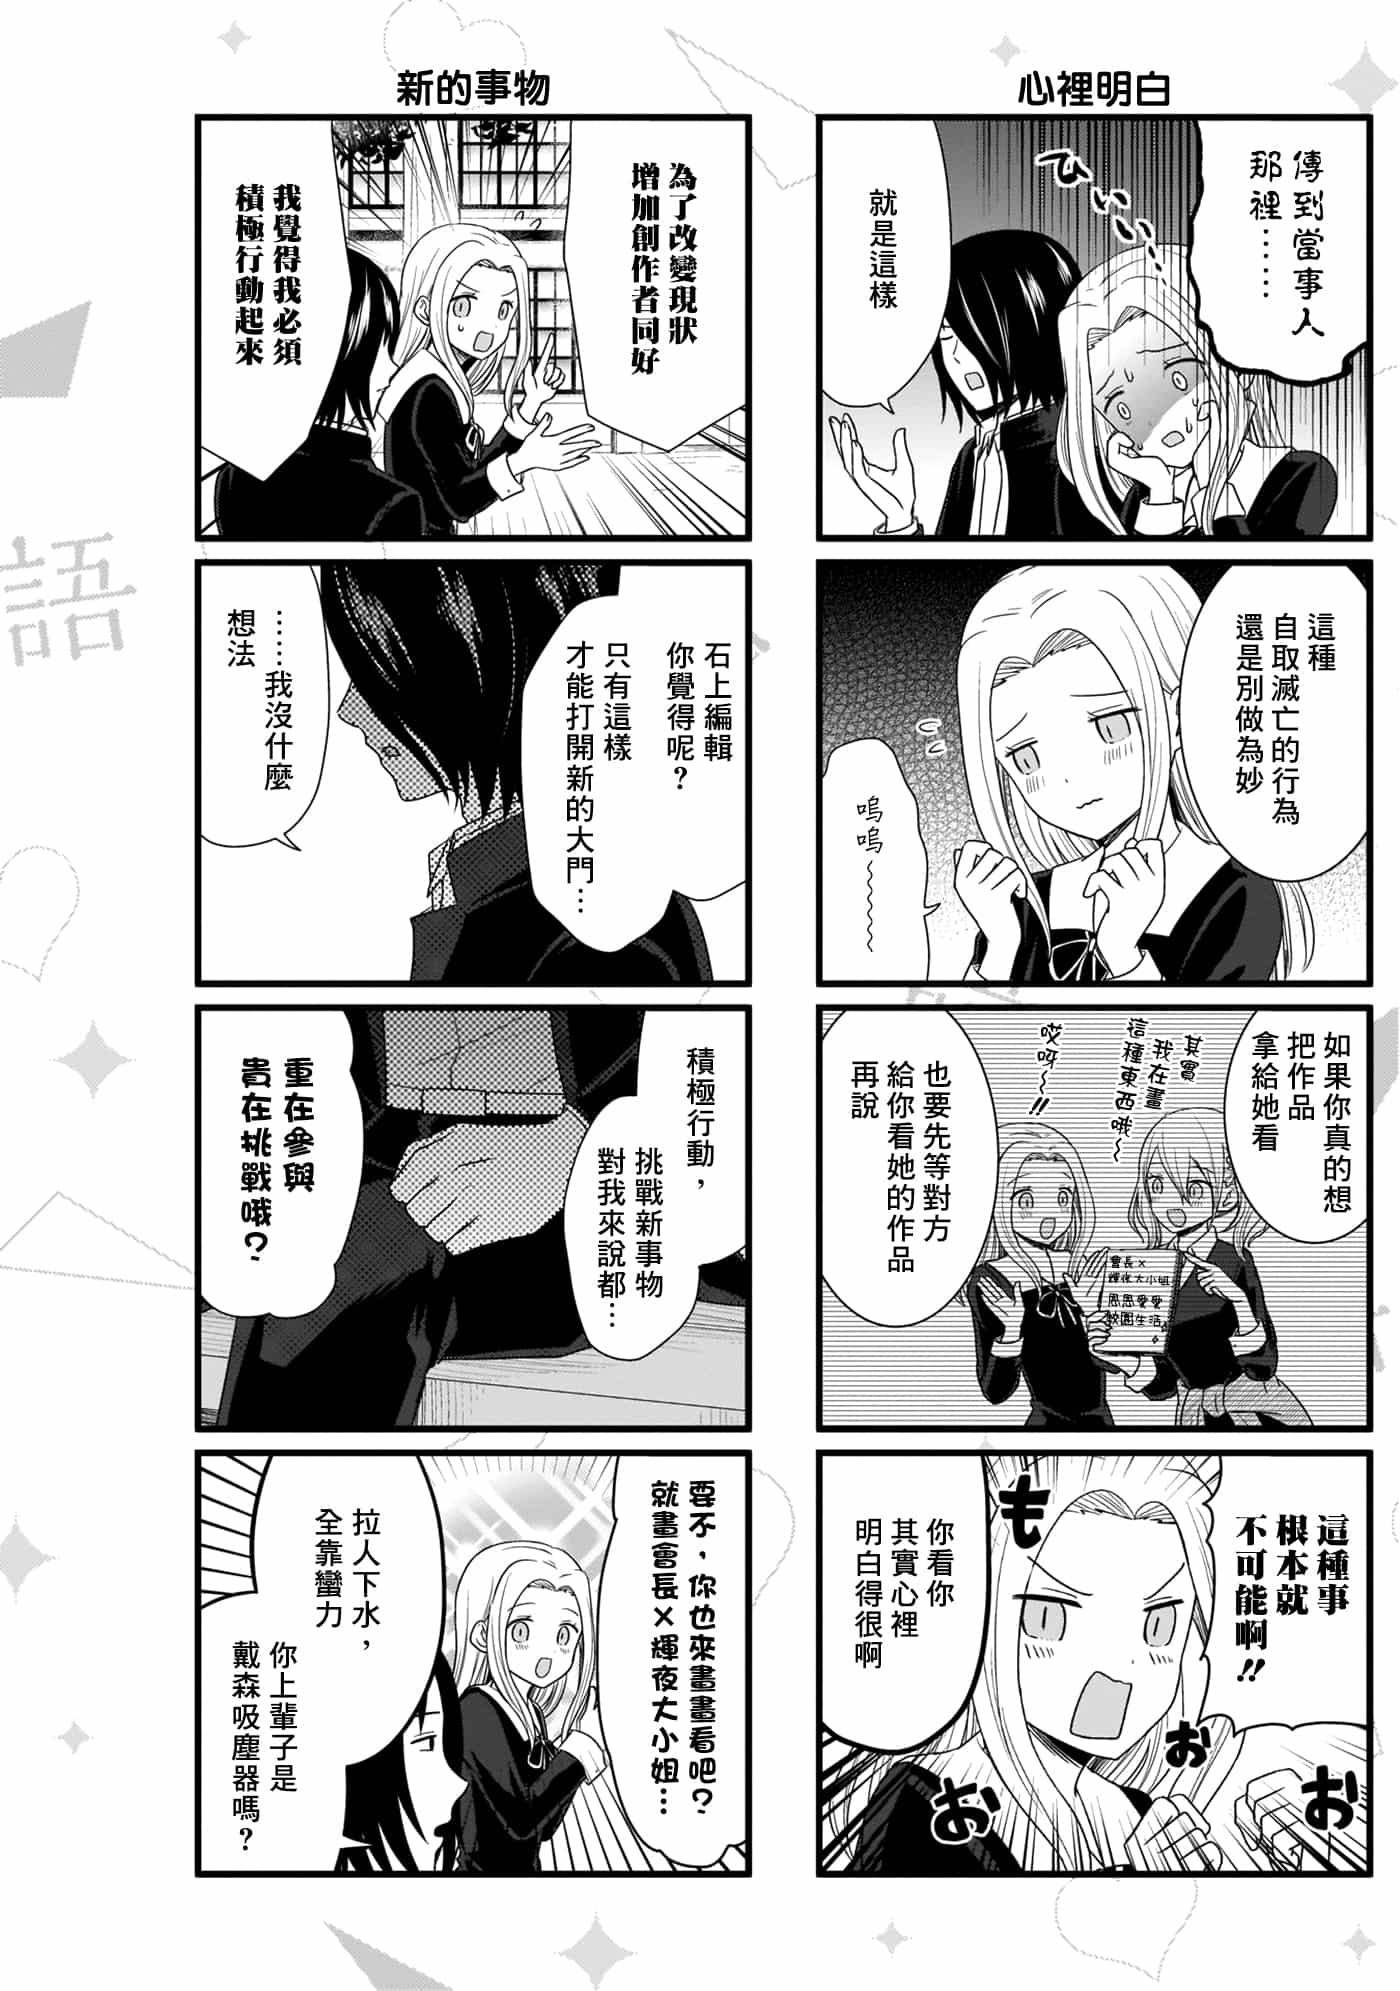 心裡明白
傳到當事人
那裡……
ひいいい…
就是這樣
這種
自取滅亡的行為
還是別做為妙
嗚
嗚～～～
如果你真的想
把作品
拿給她看
其實
我在畫
這種東西哦～
哎呀～!!
會長×
輝夜大小姐
恩恩愛愛
校園生活
也要先等對方
給你看她的作品
再說
這種事
根本就
不可能啊!!
もおおお
你看你
其實心裡
明白得很啊
新的事物
為了改變現狀
增加創作者同好
我覺得我必須
積極行動起來
石上編輯
你覺得呢？
只有這樣
才能打開新的大門…
……我沒什麼
想法
積極行動，
挑戰新事物
對我來說都…
重在參與
貴在挑戰哦？
要不，你也來畫畫看吧？
就畫會長×輝夜大小姐…
拉人下水，
全靠蠻力
你上輩子是
戴森吸塵器嗎？
語